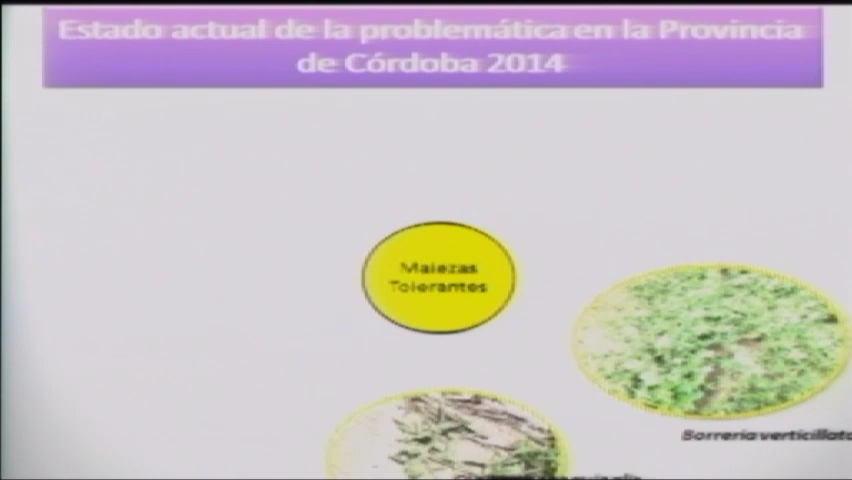 Estado actual de la problemática en la Provincia
de Córdoba 2014
Malezas
Tolerantes
Borreria verticillata